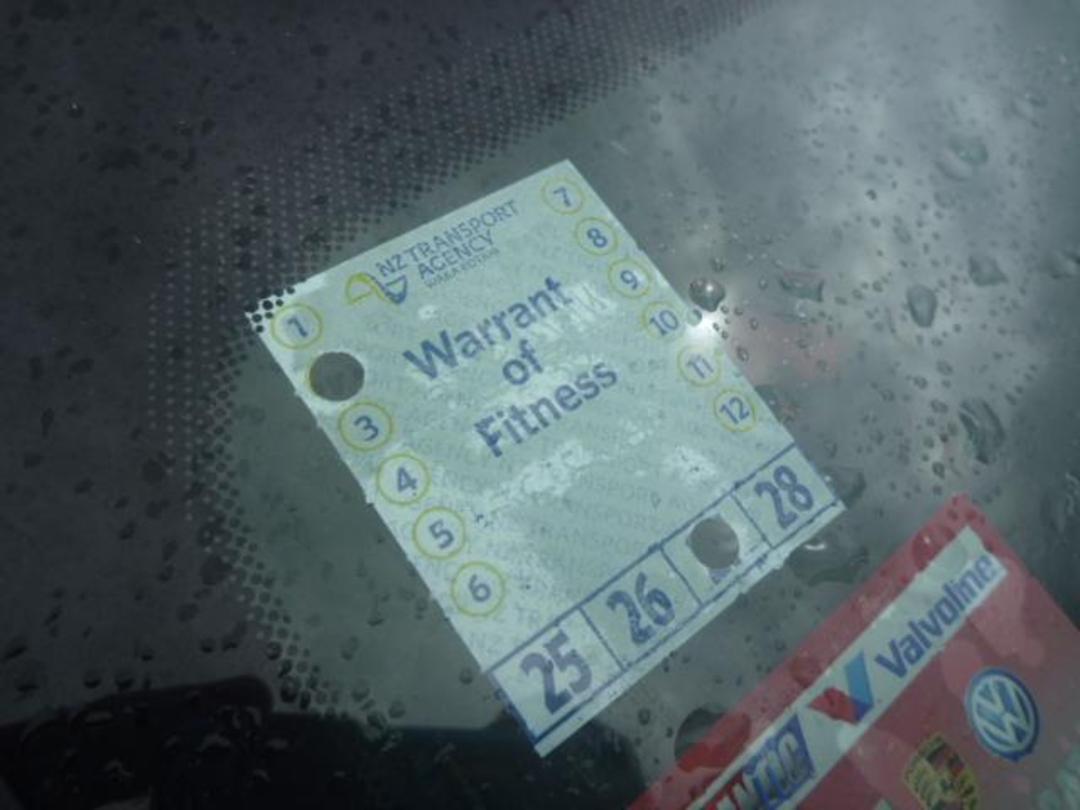 NZ TRANSPORT
AGENCY
WAKA KOTAHI
Warrant
of
Fitness
1
3
4
5
6
7
8
9
10
11
12
25 26 28
Valvoline